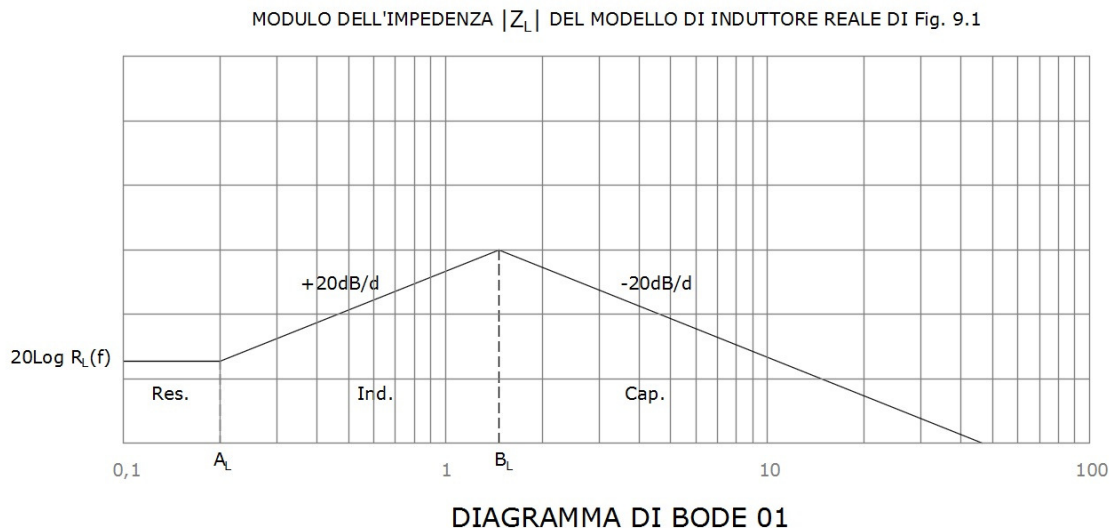 MODULO DELL'IMPEDENZA |ZL| DEL MODELLO DI INDUTTORE REALE DI Fig. 9.1
+20dB/d
-20dB/d
20Log RL(f)
Res.
Ind.
Cap.
0,1
AL
1
BL
10
100
DIAGRAMMA DI BODE 01